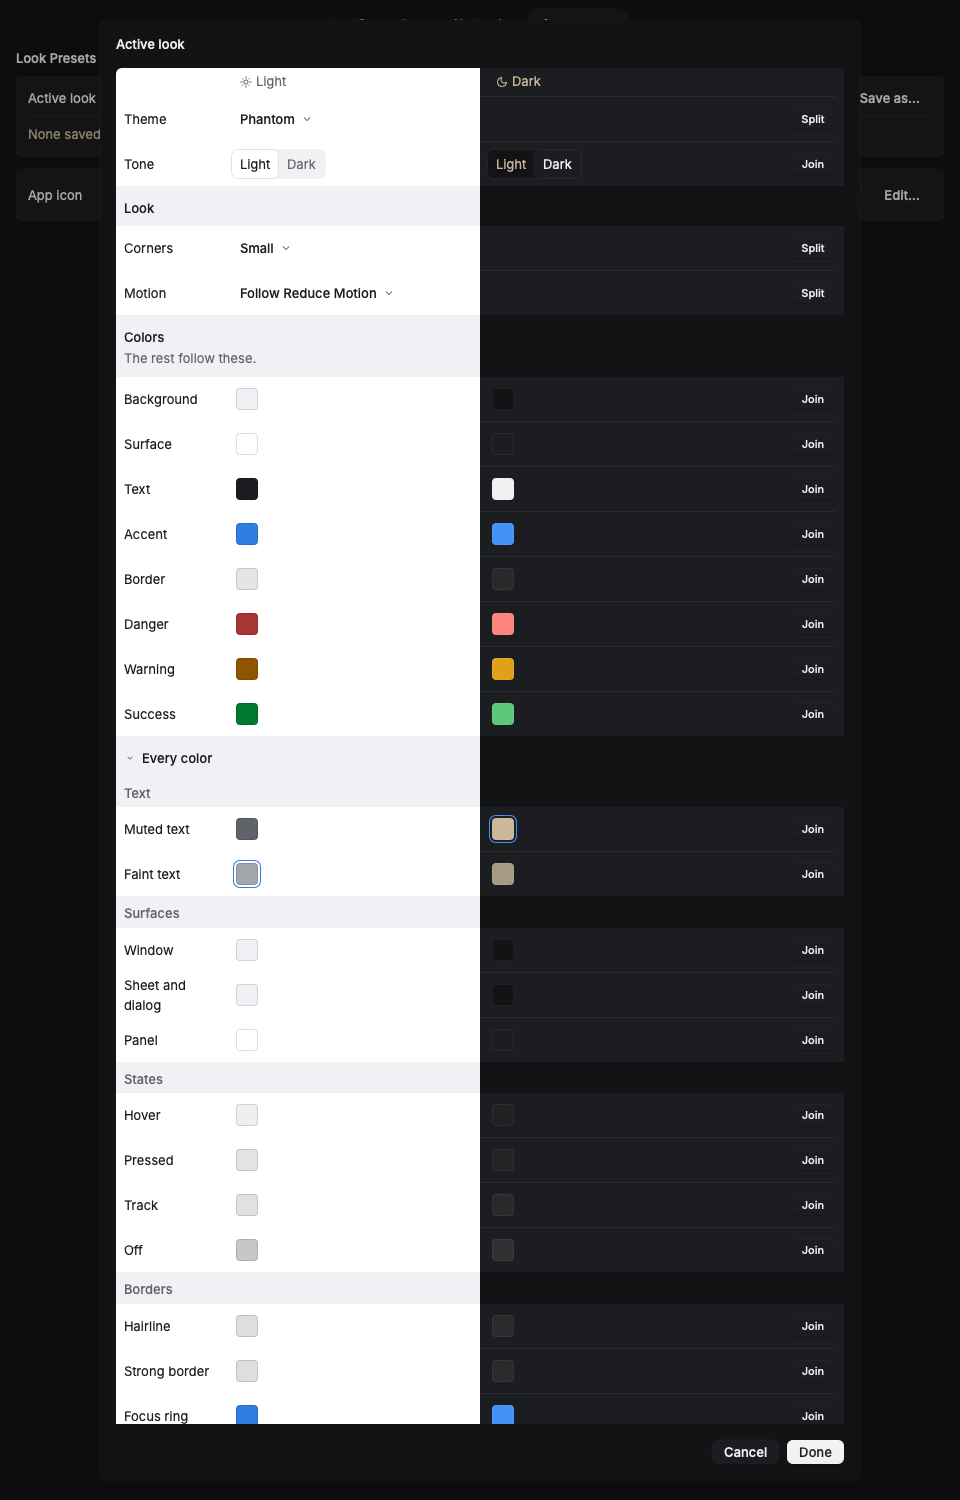 Active look
Look Presets
Active look
Save as...
None saved
App icon
Edit...
Light
Dark
Theme
Phantom
Split
Tone
Light
Dark
Light
Dark
Join
Look
Corners
Small
Split
Motion
Follow Reduce Motion
Split
Colors
The rest follow these.
Background
Join
Surface
Join
Text
Join
Accent
Join
Border
Join
Danger
Join
Warning
Join
Success
Join
Every color
Text
Muted text
Join
Faint text
Join
Surfaces
Window
Join
Sheet and
dialog
Join
Panel
Join
States
Hover
Join
Pressed
Join
Track
Join
Off
Join
Borders
Hairline
Join
Strong border
Join
Focus ring
Join
Cancel
Done